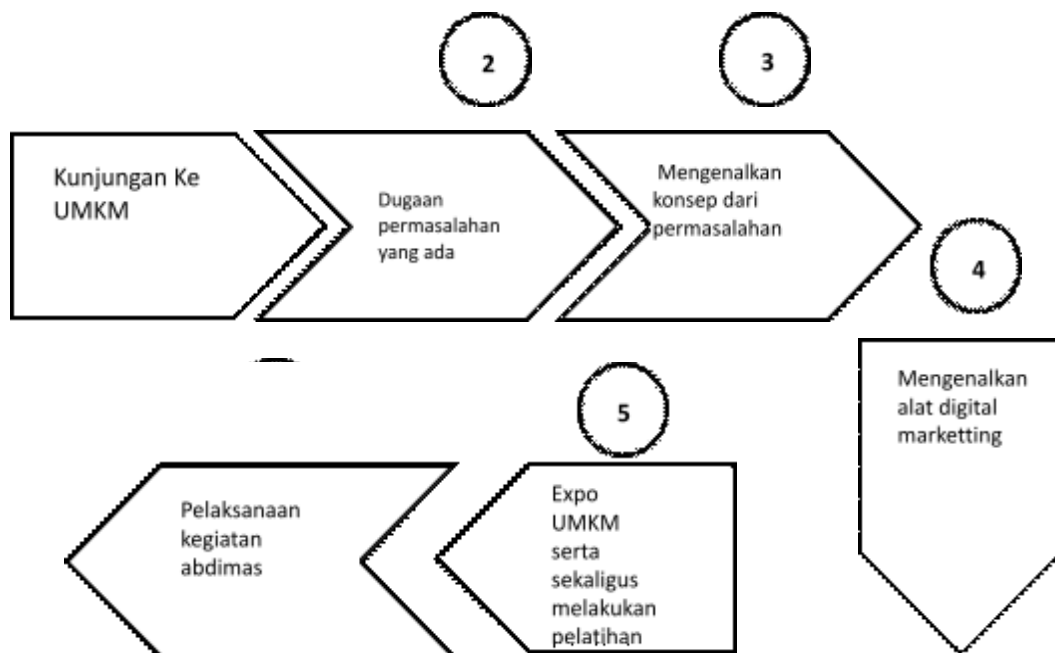 2
3
Kunjungan Ke
UMKM
Dugaan
permasalahan
yang ada
Mengenalkan
konsep dari
permasalahan
4
Mengenalkan
alat digital
marketting
5
Expo
UMKM
serta
sekaligus
melakukan
pelatihan
Pelaksanaan
kegiatan
abdimas